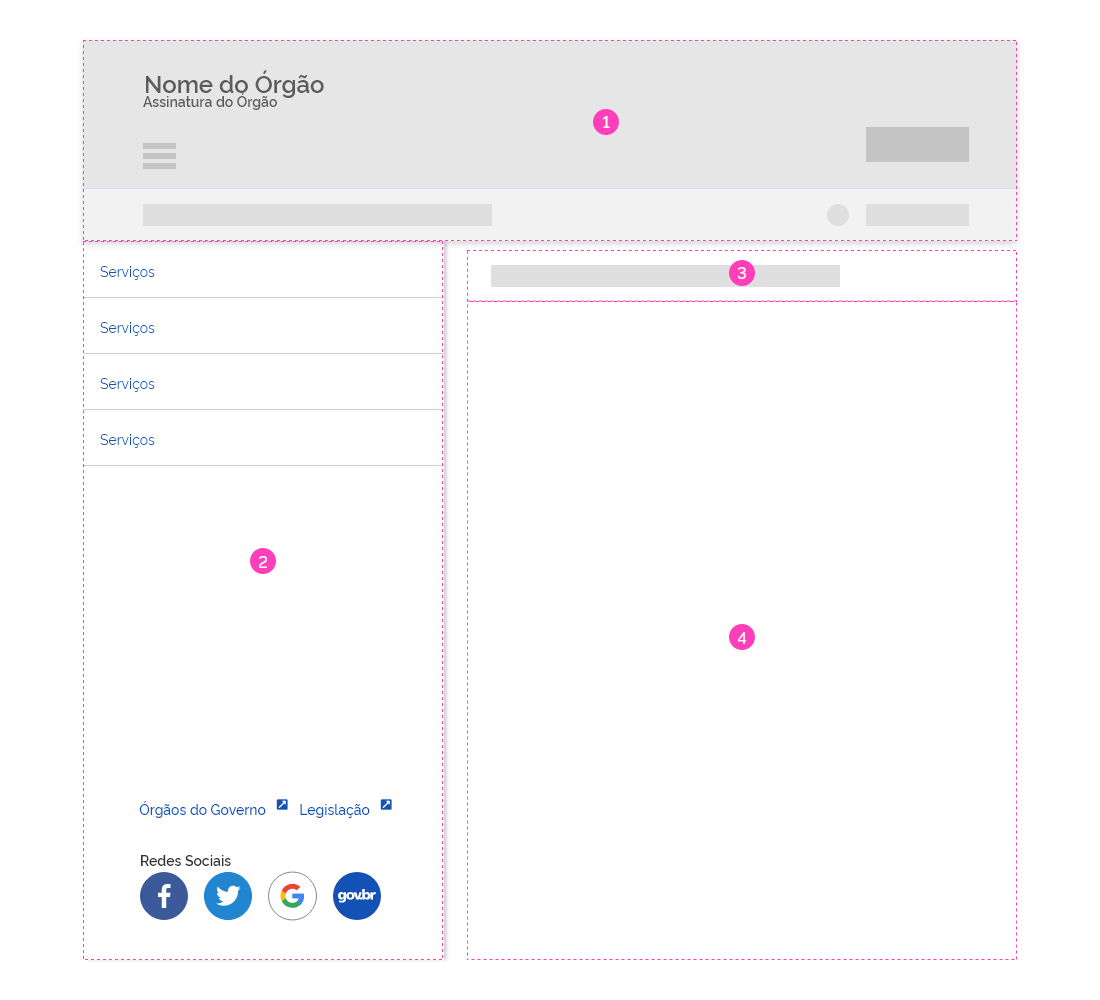 Nome do Órgão
Assinatura do Órgão
1
Serviços
3
Serviços
Serviços
Serviços
2
4
Órgãos do Governo Legislação
Redes Sociais
gov.br